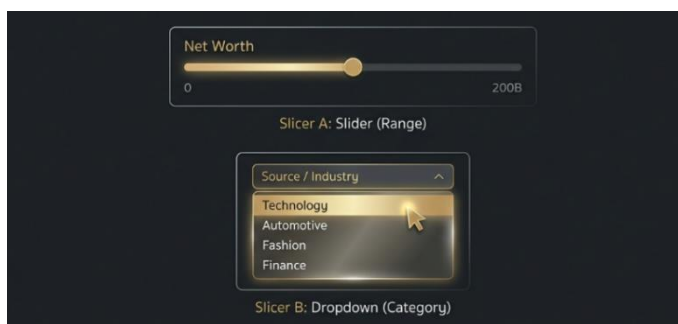 Net Worth
0 200B
Slicer A: Slider (Range)
Source / Industry
Technology
Automotive
Fashion
Finance
Slicer B: Dropdown (Category)